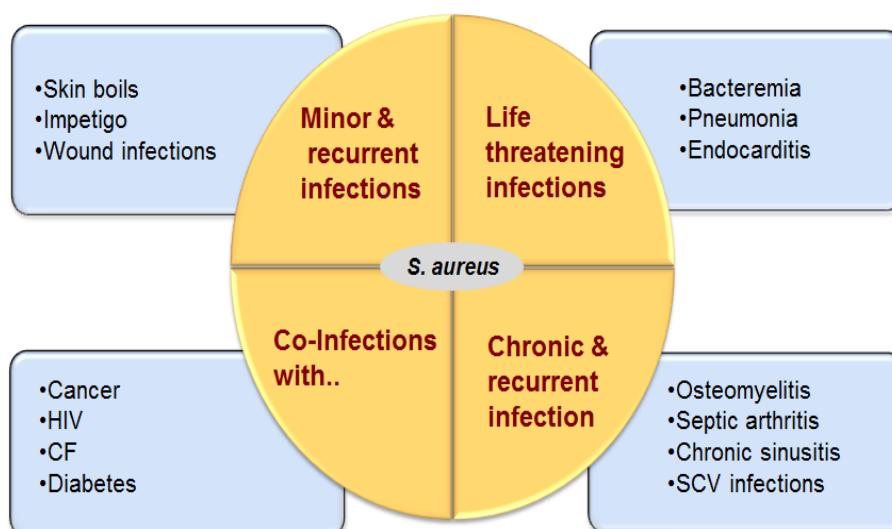 •Skin boils
•Impetigo
•Wound infections
Minor &
recurrent
infections
Life
threatening
infections
•Bacteremia
•Pneumonia
•Endocarditis
S. aureus
•Cancer
•HIV
•CF
•Diabetes
Co-Infections
with..
Chronic &
recurrent
infection
•Osteomyelitis
•Septic arthritis
•Chronic sinusitis
•SCV infections